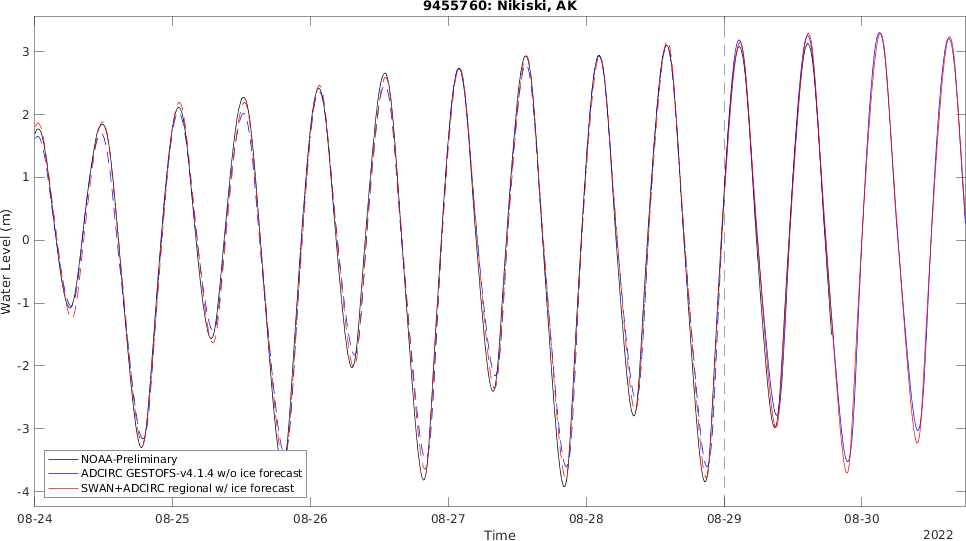 9455760: Nikiski, AK
Water Level (m)
3
2
1
0
-1
-2
-3
-4
NOAA-Preliminary
ADCIRC GESTOFS-v4.1.4 w/o ice forecast
SWAN+ADCIRC regional w/ ice forecast
08-24 08-25 08-26 08-27 08-28 08-29 08-30
Time
2022